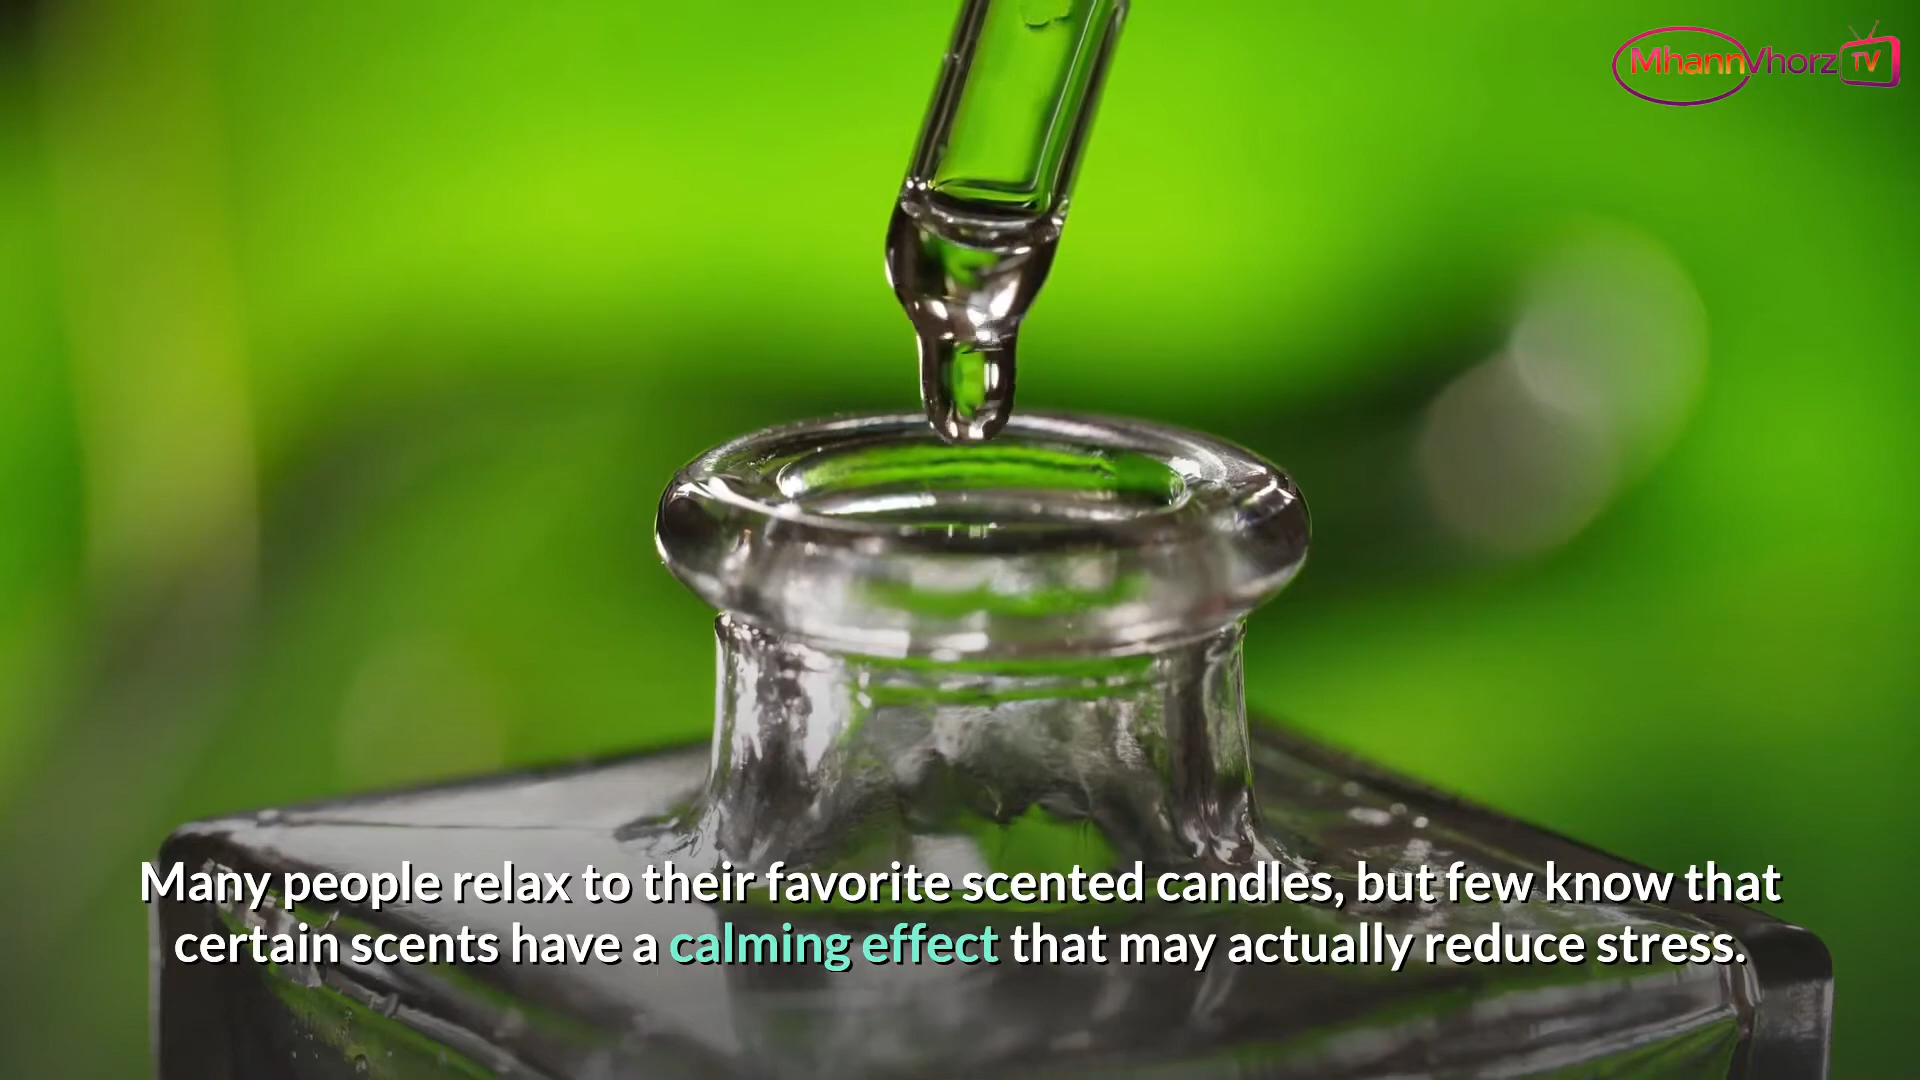 MhannVhorz TV
Many people relax to their favorite scented candles, but few know that
certain scents have a calming effect that may actually reduce stress.